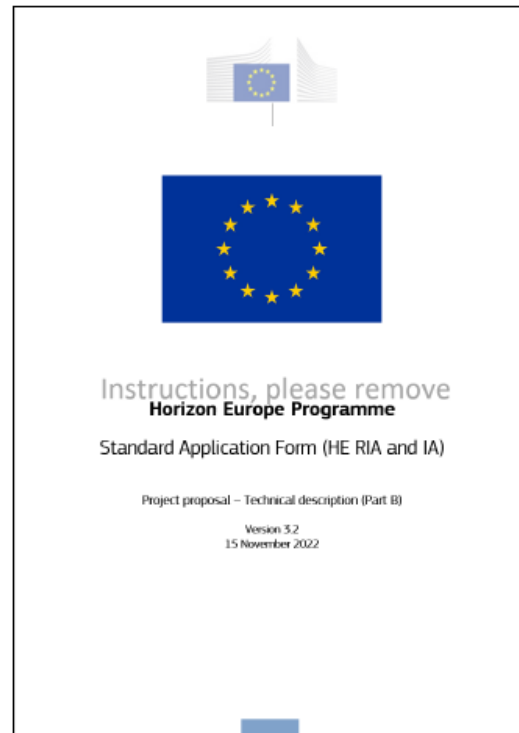 Instructions, please remove
Horizon Europe Programme
Standard Application Form (HE RIA and IA)
Project proposal – Technical description (Part B)
Version 3.2
15 November 2022